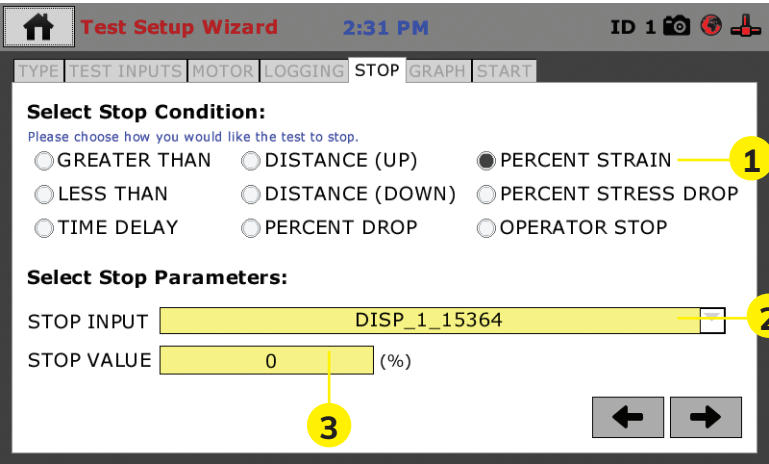 Test Setup Wizard 2:31 PM ID 1
TYPE TEST INPUTS MOTOR LOGGING STOP GRAPH START
Select Stop Condition:
Please choose how you would like the test to stop.
GREATER THAN DISTANCE (UP) PERCENT STRAIN 1
LESS THAN DISTANCE (DOWN) PERCENT STRESS DROP
TIME DELAY PERCENT DROP OPERATOR STOP
Select Stop Parameters:
STOP INPUT DISP_1_15364 2
STOP VALUE 0 (%)
3